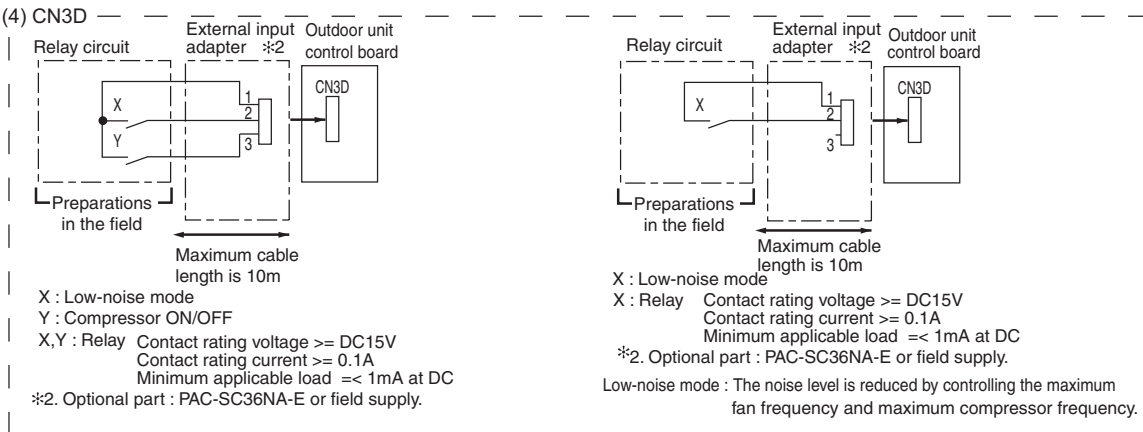 (4) CN3D
Relay circuit
External input
adapter ※2
Outdoor unit
control board
X
Y
1
2
3
CN3D
Preparations
in the field
Maximum cable
length is 10m
X : Low-noise mode
Y : Compressor ON/OFF
X,Y : Relay Contact rating voltage >= DC15V
Contact rating current >= 0.1A
Minimum applicable load =< 1mA at DC
※2. Optional part : PAC-SC36NA-E or field supply.
Relay circuit
External input
adapter ※2
Outdoor unit
control board
X
1
2
3
CN3D
Preparations
in the field
Maximum cable
length is 10m
X : Low-noise mode
X : Relay Contact rating voltage >= DC15V
Contact rating current >= 0.1A
Minimum applicable load =< 1mA at DC
※2. Optional part : PAC-SC36NA-E or field supply.
Low-noise mode : The noise level is reduced by controlling the maximum
fan frequency and maximum compressor frequency.